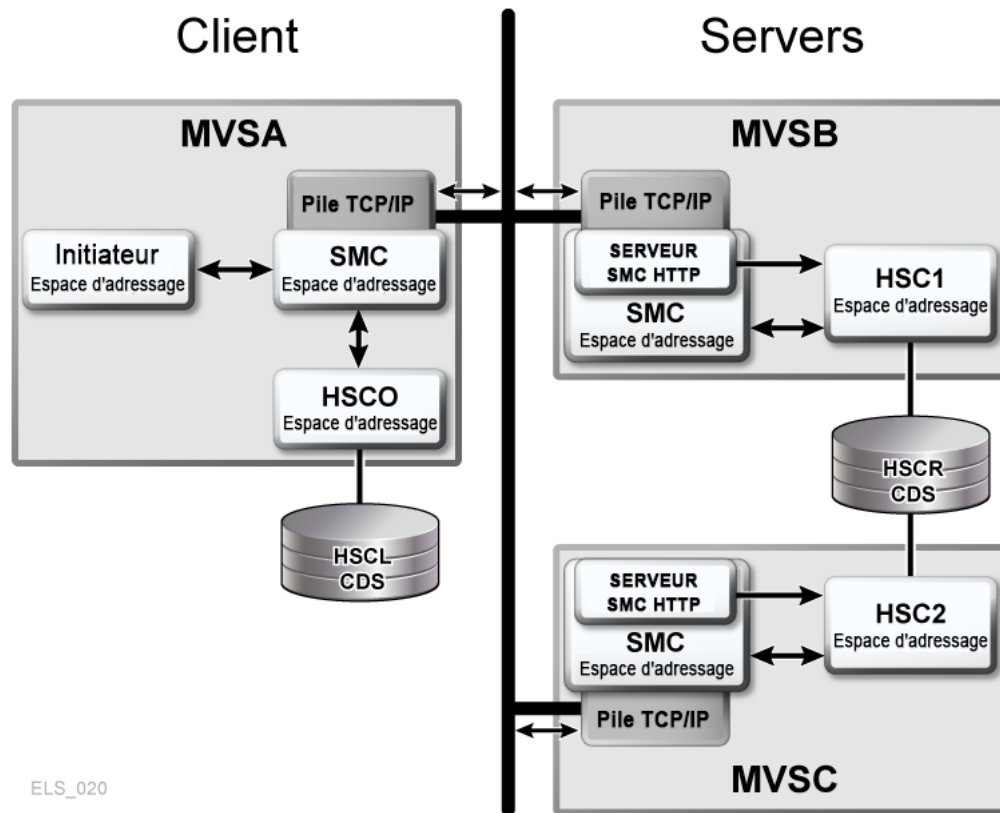 Client
Servers
MVSA
Pile TCP/IP
Initiateur
Espace d'adressage
SMC
Espace d'adressage
HSCO
Espace d'adressage
HSCL
CDS
MVSB
Pile TCP/IP
SERVEUR
SMC HTTP
SMC
Espace d'adressage
HSC1
Espace d'adressage
HSCR
CDS
SERVEUR
SMC HTTP
SMC
Espace d'adressage
HSC2
Espace d'adressage
Pile TCP/IP
MVSC
ELS_020